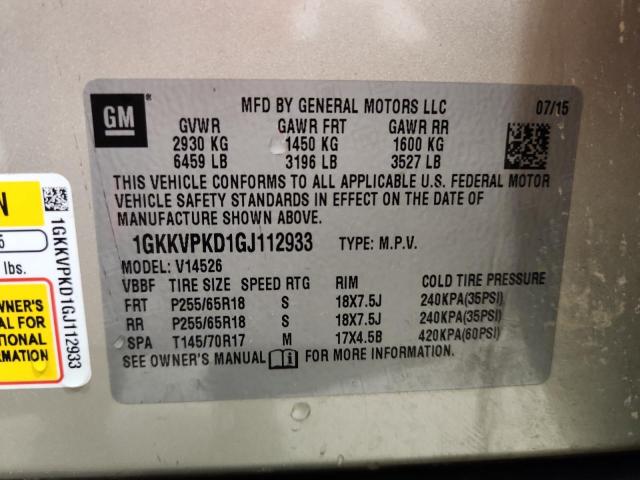 GM ® MFD BY GENERAL MOTORS LLC 07/15
GVWR GAWR FRT GAWR RR
2930 KG 1450 KG 1600 KG
6459 LB 3196 LB 3527 LB
THIS VEHICLE CONFORMS TO ALL APPLICABLE U.S. FEDERAL MOTOR
VEHICLE SAFETY STANDARDS IN EFFECT ON THE DATE OF
MANUFACTURE SHOWN ABOVE.
1GKKVPKD1GJ112933 TYPE: M.P.V.
MODEL: V14526
VBBF TIRE SIZE SPEED RTG RIM COLD TIRE PRESSURE
FRT P255/65R18 S 18X7.5J 240KPA(35PSI)
RR P255/65R18 S 18X7.5J 240KPA(35PSI)
SPA T145/70R17 M 17X4.5B 420KPA(60PSI)
SEE OWNER'S MANUAL FOR MORE INFORMATION.
N
5
lbs.
OWNER'S
AL FOR
RMATION
1GKKVPKD1GJ112933